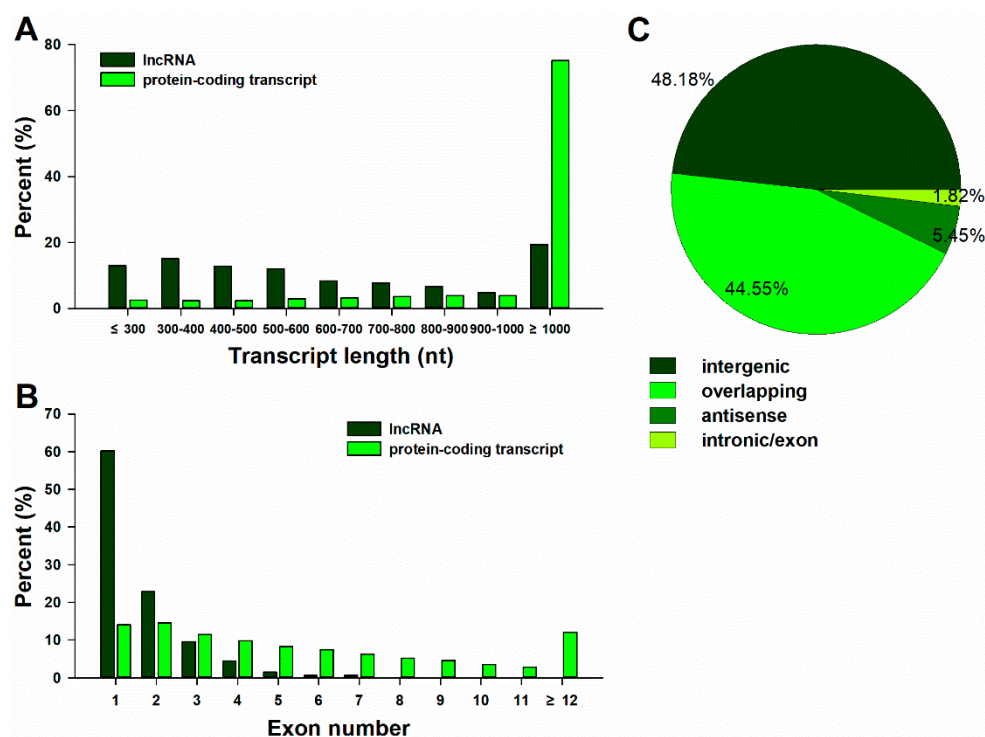 A
C
80
lncRNA
protein-coding transcript
60
40
20
0
Percent (%)
≤ 300 300-400 400-500 500-600 600-700 700-800 800-900 900-1000 ≥ 1000
Transcript length (nt)
48.18%
1.82%
5.45%
44.55%
intergenic
overlapping
antisense
intronic/exon
B
70
lncRNA
protein-coding transcript
60
50
40
30
20
10
0
Percent (%)
1 2 3 4 5 6 7 8 9 10 11 ≥ 12
Exon number